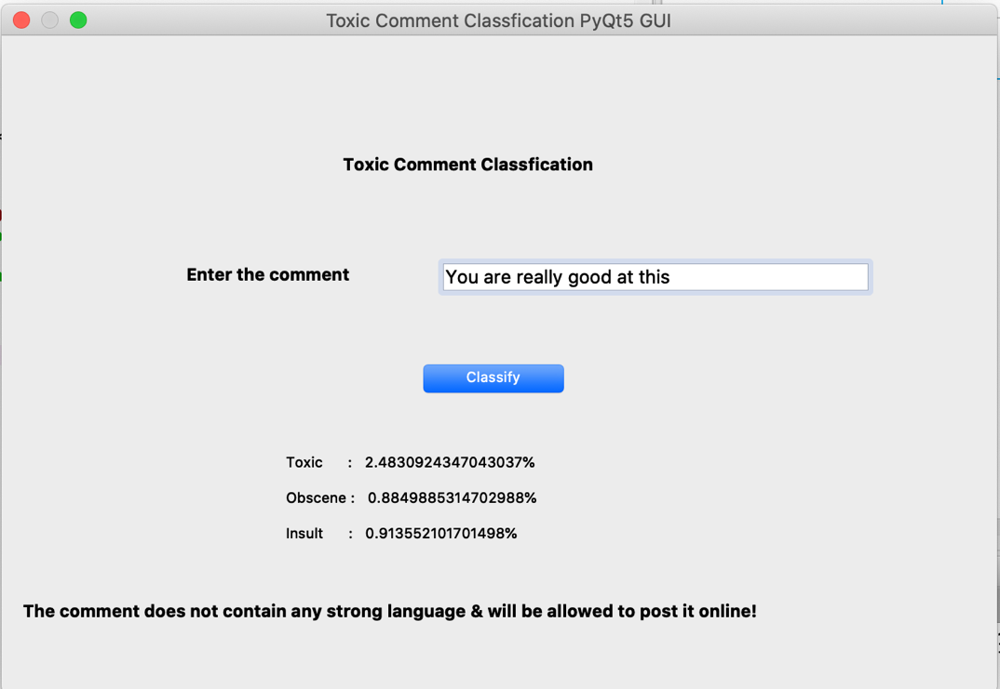 Toxic Comment Classfication PyQt5 GUI
Toxic Comment Classfication
Enter the comment You are really good at this
Classify
Toxic : 2.4830924347043037%
Obscene : 0.8849885314702988%
Insult : 0.913552101701498%
The comment does not contain any strong language & will be allowed to post it online!